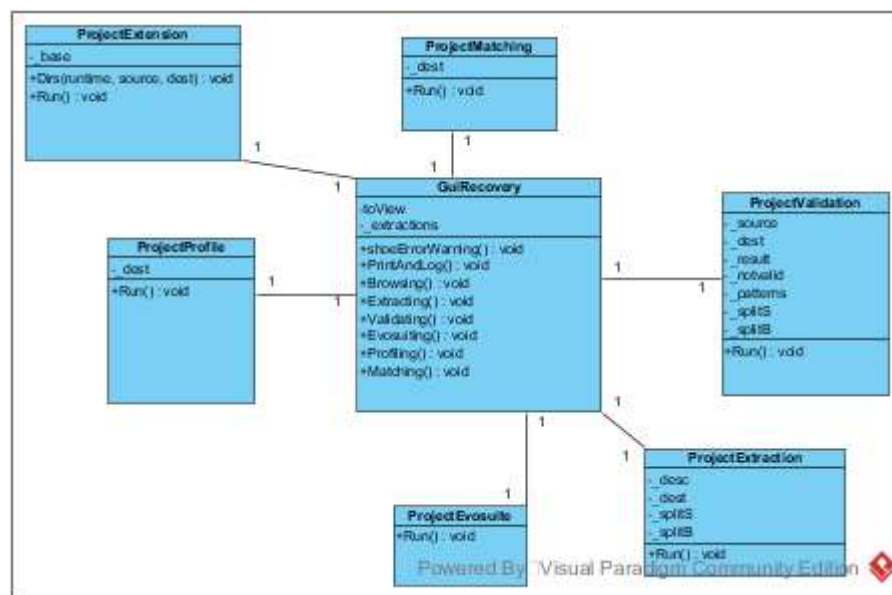 ProjectExtension
-_base
+Dirs(runtime, source, dest) : void
+Run() : void
ProjectMatching
-_dest
+Run() : void
1
1
1
1
GuiRecovery
-toView
-_extractions
+shoeErrorWarning() : void
+PrintAndLog() : void
+Browsing() : void
+Extracting() : void
+Validating() : void
+Evosuiting() : void
+Profiling() : void
+Matching() : void
ProjectProfile
-_dest
+Run() : void
1
1
ProjectValidation
-_source
-_dest
-_result
-_notvalid
-_patterns
-_splitS
-_splitB
+Run() : void
1
1
1
1
1
1
ProjectEvosuite
+Run() : void
ProjectExtraction
-_desc
-_dest
-_splitS
-_splitB
+Run() : void
Powered By Visual Paradigm Community Edition